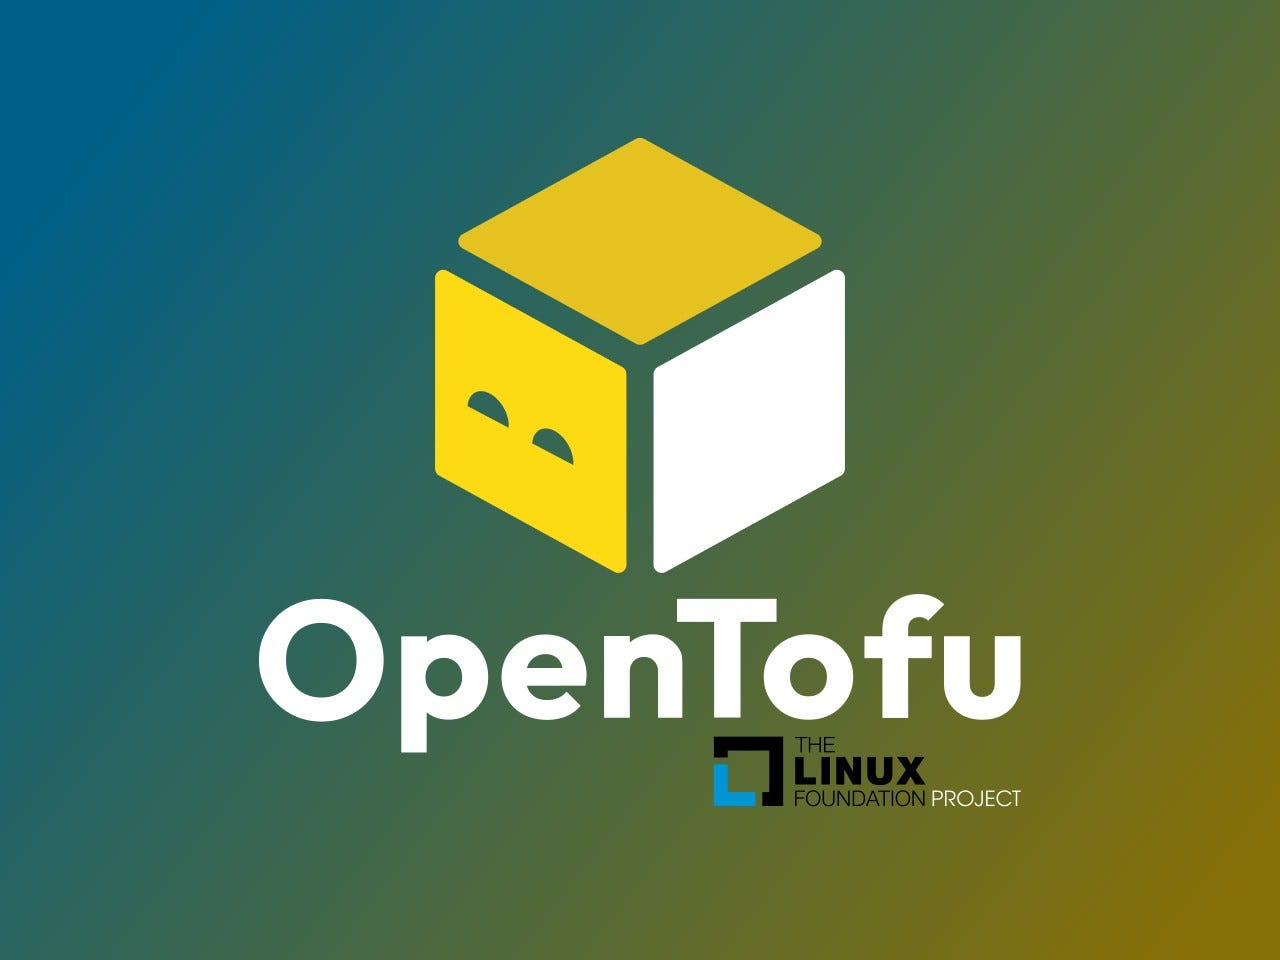 OpenTofu
THE
LINUX
FOUNDATION PROJECT